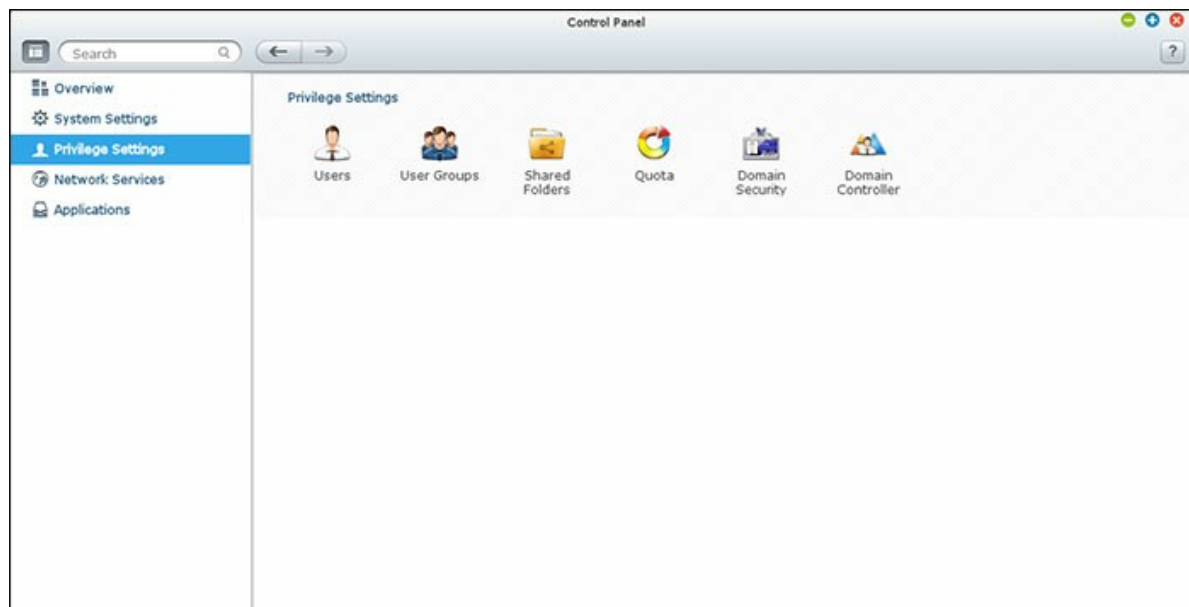 Control Panel
Search
?
Overview
System Settings
Privilege Settings
Network Services
Applications
Privilege Settings
Users
User Groups
Shared Folders
Quota
Domain Security
Domain Controller